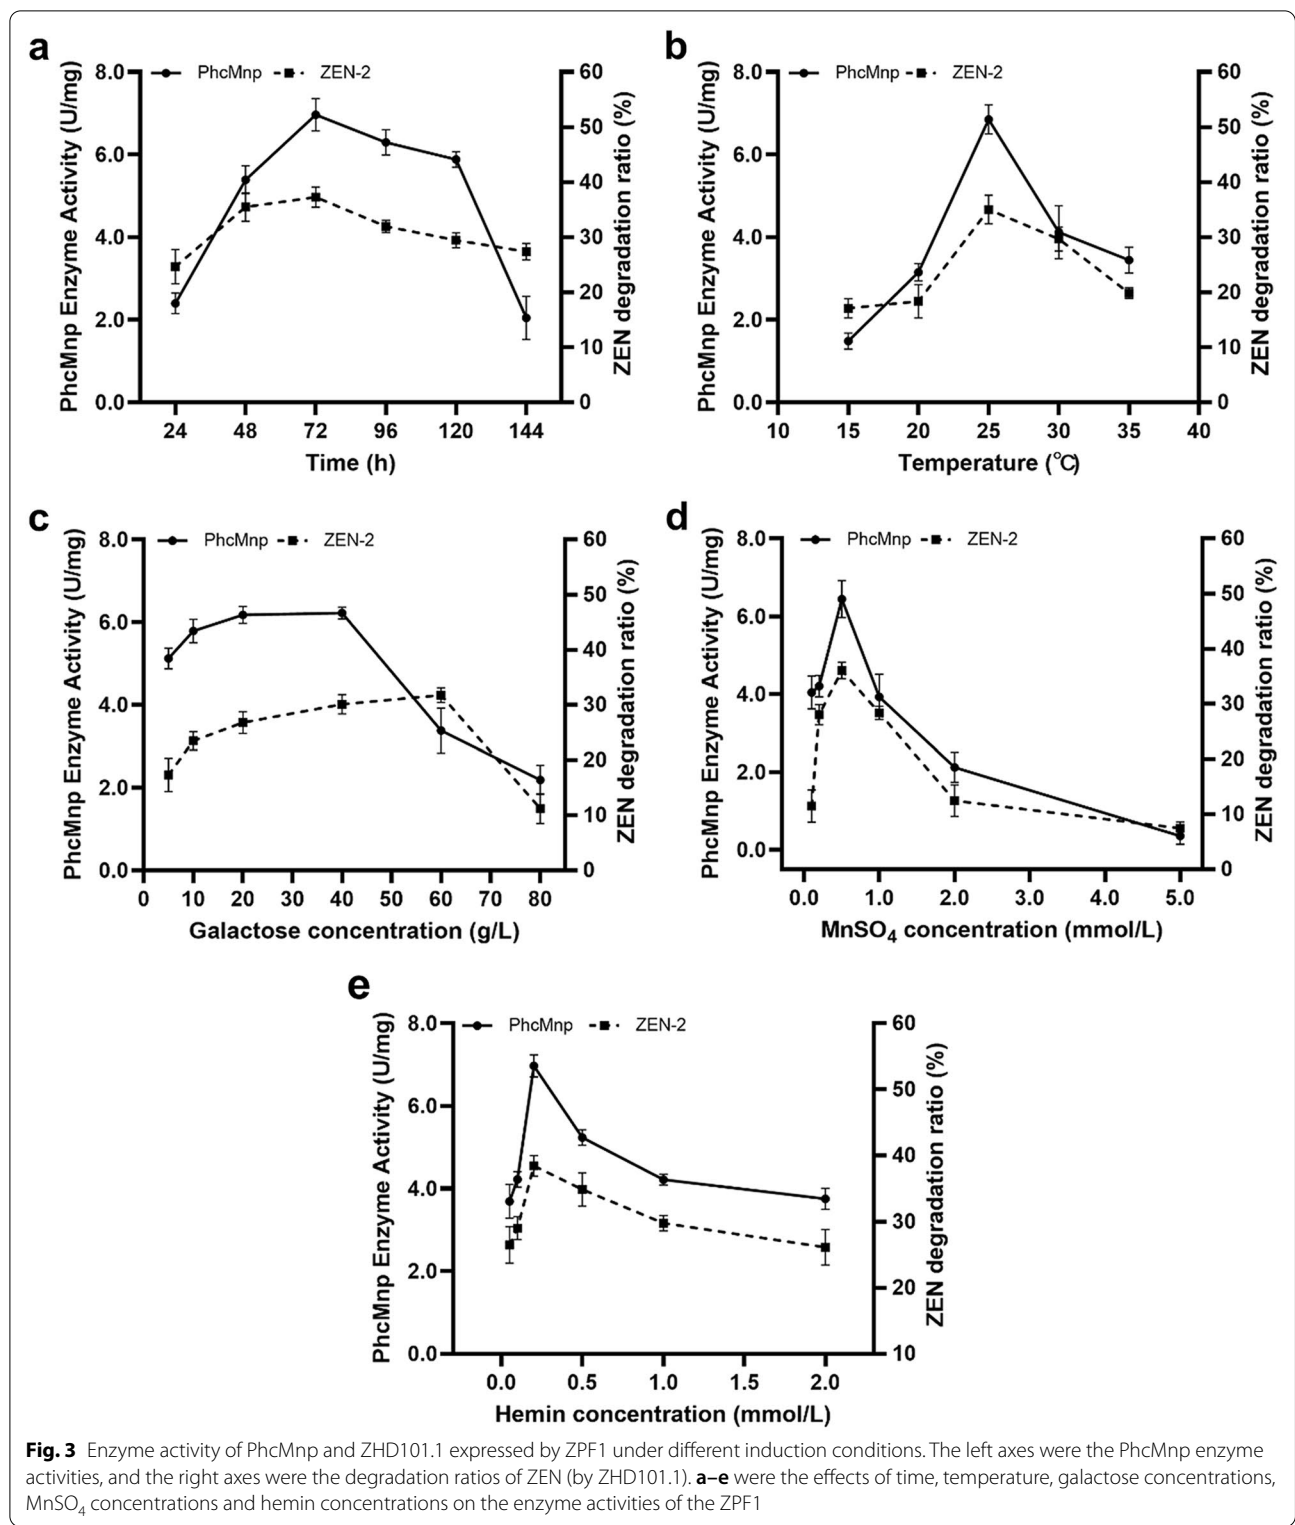 a
PhcMnp ZEN-2
PhcMnp Enzyme Activity (U/mg)
8.0
6.0
4.0
2.0
0.0
60
50
40
30
20
10
0
ZEN degradation ratio (%)
24 48 72 96 120 144
Time (h)
b
PhcMnp ZEN-2
PhcMnp Enzyme Activity (U/mg)
8.0
6.0
4.0
2.0
0.0
60
50
40
30
20
10
0
ZEN degradation ratio (%)
10 15 20 25 30 35 40
Temperature (℃)
c
PhcMnp ZEN-2
PhcMnp Enzyme Activity (U/mg)
8.0
6.0
4.0
2.0
0.0
60
50
40
30
20
10
0
ZEN degradation ratio (%)
0 10 20 30 40 50 60 70 80
Galactose concentration (g/L)
d
PhcMnp ZEN-2
PhcMnp Enzyme Activity (U/mg)
8.0
6.0
4.0
2.0
0.0
60
50
40
30
20
10
0
ZEN degradation ratio (%)
0.0 1.0 2.0 3.0 4.0 5.0
MnSO₄ concentration (mmol/L)
e
PhcMnp ZEN-2
PhcMnp Enzyme Activity (U/mg)
8.0
6.0
4.0
2.0
0.0
60
50
40
30
20
10
ZEN degradation ratio (%)
0.0 0.5 1.0 1.5 2.0
Hemin concentration (mmol/L)
Fig. 3 Enzyme activity of PhcMnp and ZHD101.1 expressed by ZPF1 under different induction conditions. The left axes were the PhcMnp enzyme
activities, and the right axes were the degradation ratios of ZEN (by ZHD101.1). a–e were the effects of time, temperature, galactose concentrations,
MnSO₄ concentrations and hemin concentrations on the enzyme activities of the ZPF1